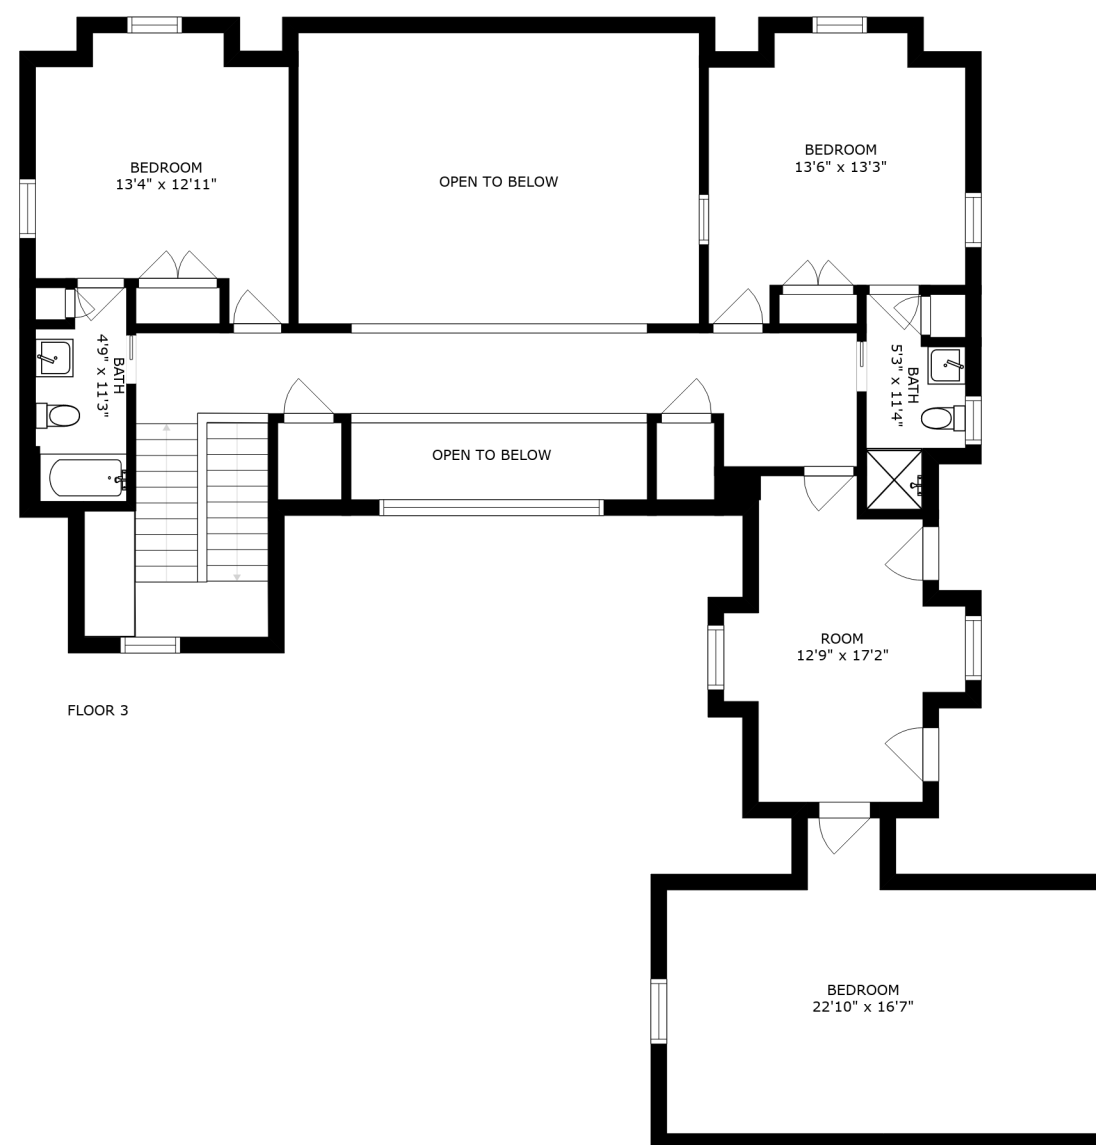 BEDROOM
13'4" x 12'11"
OPEN TO BELOW
BEDROOM
13'6" x 13'3"
BATH
4'9" x 11'3"
BATH
5'3" x 11'4"
OPEN TO BELOW
ROOM
12'9" x 17'2"
FLOOR 3
BEDROOM
22'10" x 16'7"